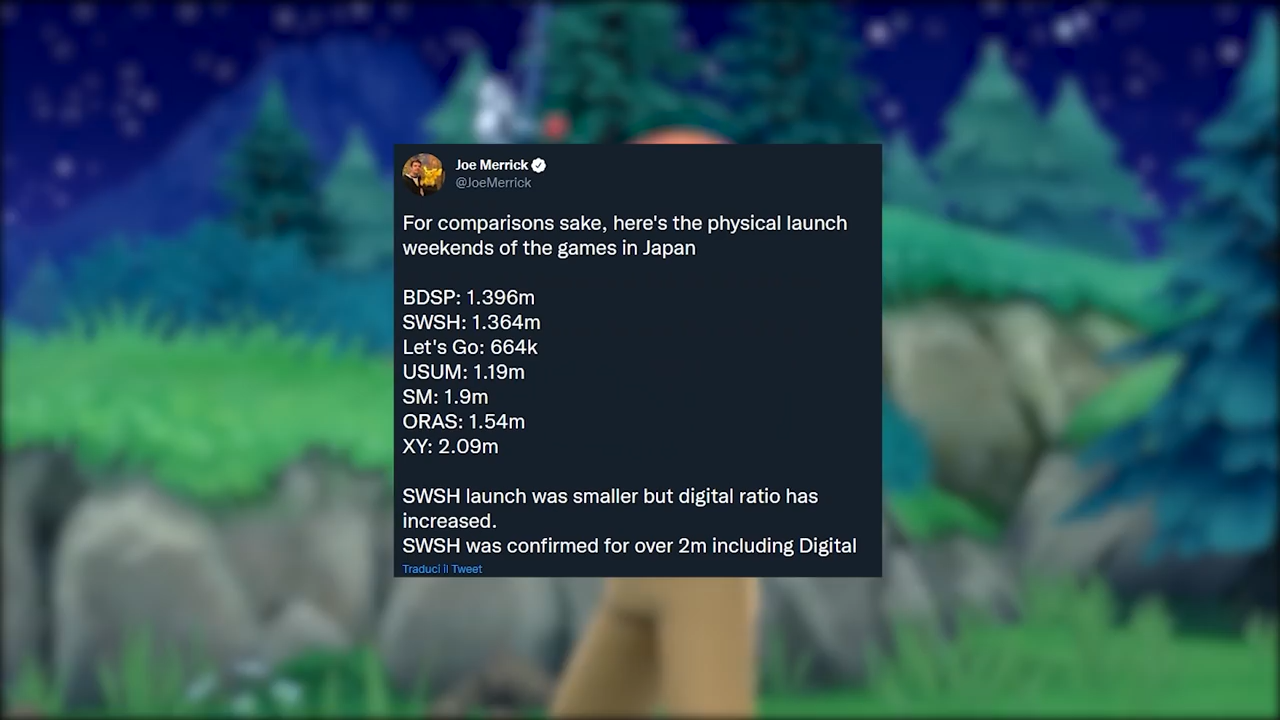 Joe Merrick
@JoeMerrick
For comparisons sake, here's the physical launch
weekends of the games in Japan
BDSP: 1.396m
SWSH: 1.364m
Let's Go: 664k
USUM: 1.19m
SM: 1.9m
ORAS: 1.54m
XY: 2.09m
SWSH launch was smaller but digital ratio has
increased.
SWSH was confirmed for over 2m including Digital
Traduci il Tweet